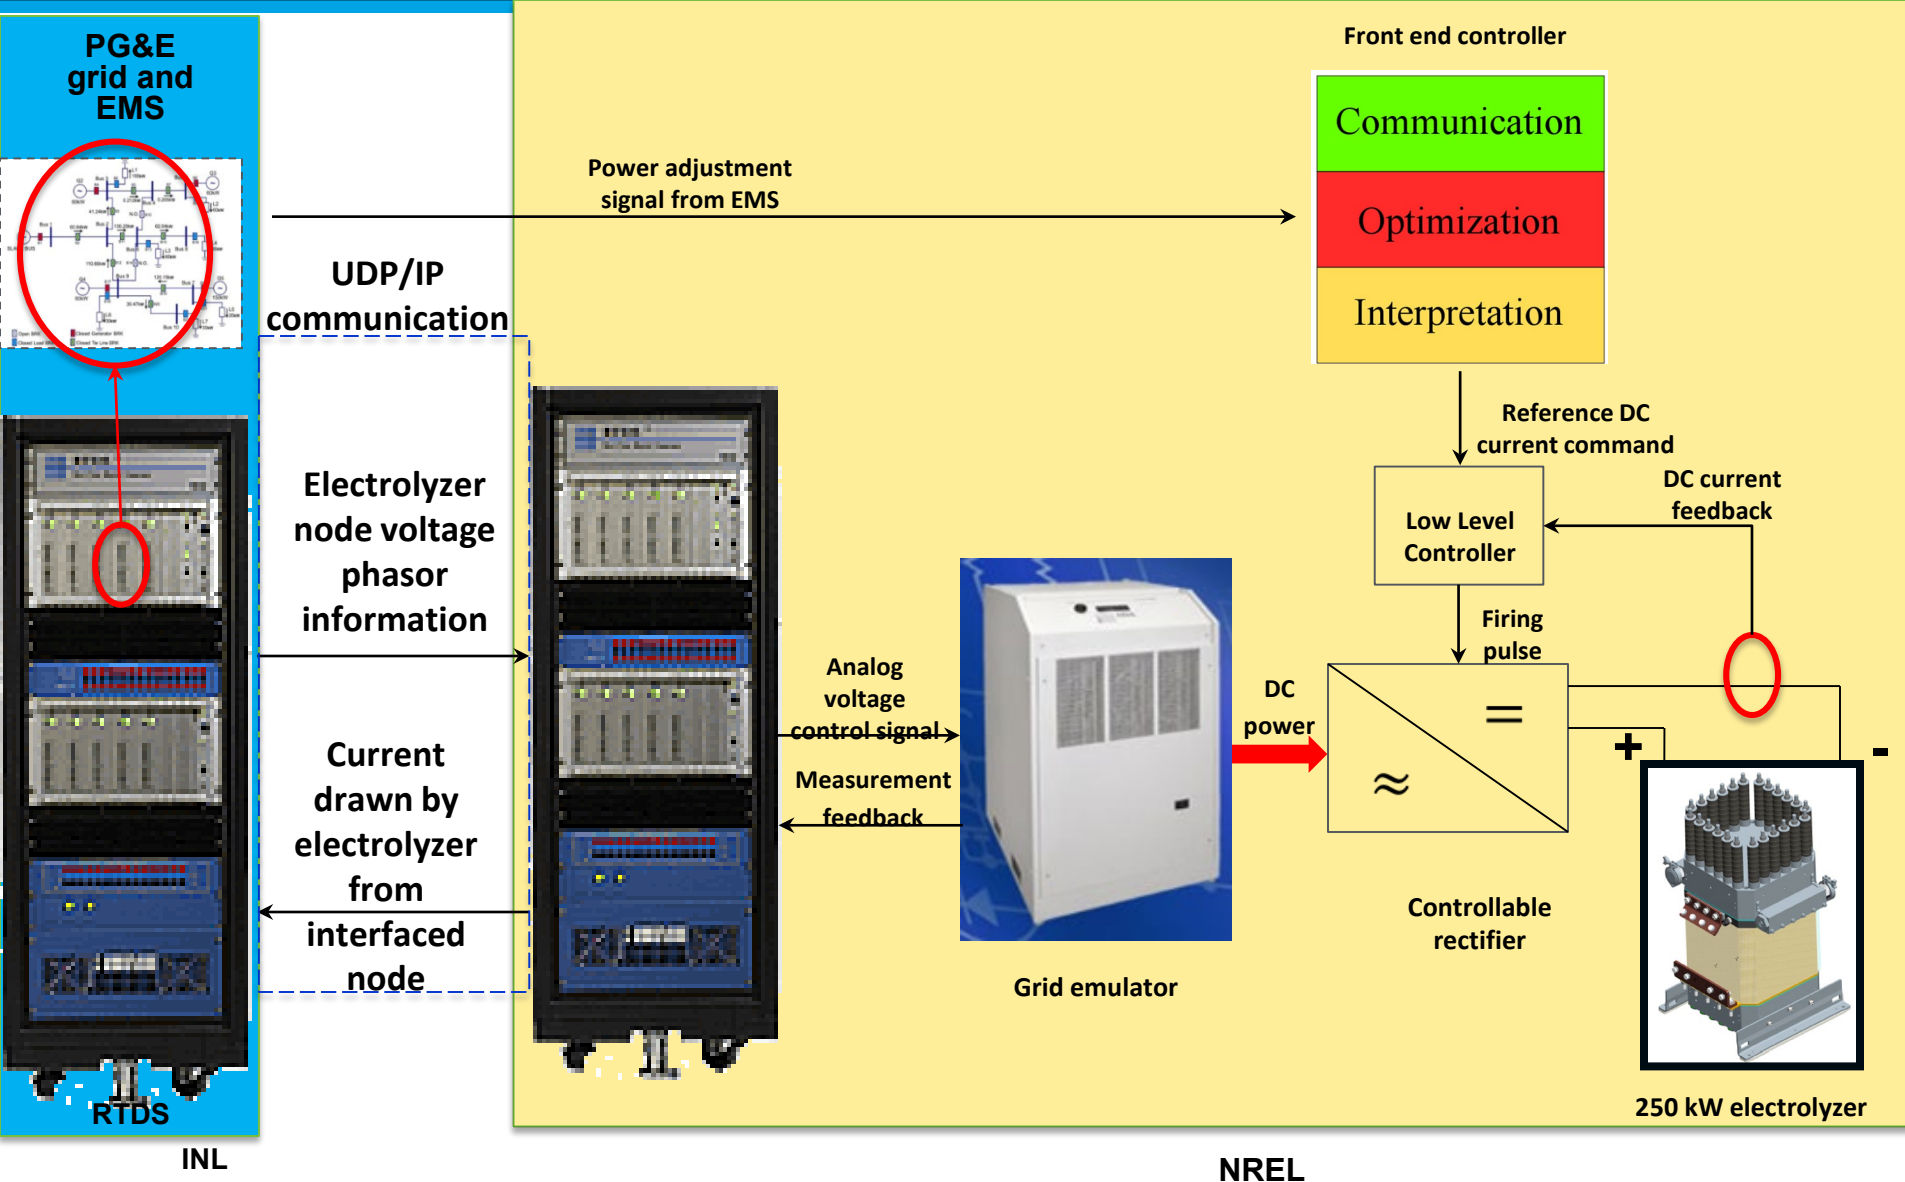 PG&E
grid and
EMS
Front end controller
Communication
Optimization
Interpretation
Power adjustment
signal from EMS
UDP/IP
communication
Reference DC
current command
DC current
feedback
Low Level
Controller
Firing
pulse
Electrolyzer
node voltage
phasor
information
Analog
voltage
control signal
Measurement
feedback
DC
power
=
≈
+
-
Current
drawn by
electrolyzer
from
interfaced
node
Controllable
rectifier
Grid emulator
250 kW electrolyzer
RTDS
INL
NREL